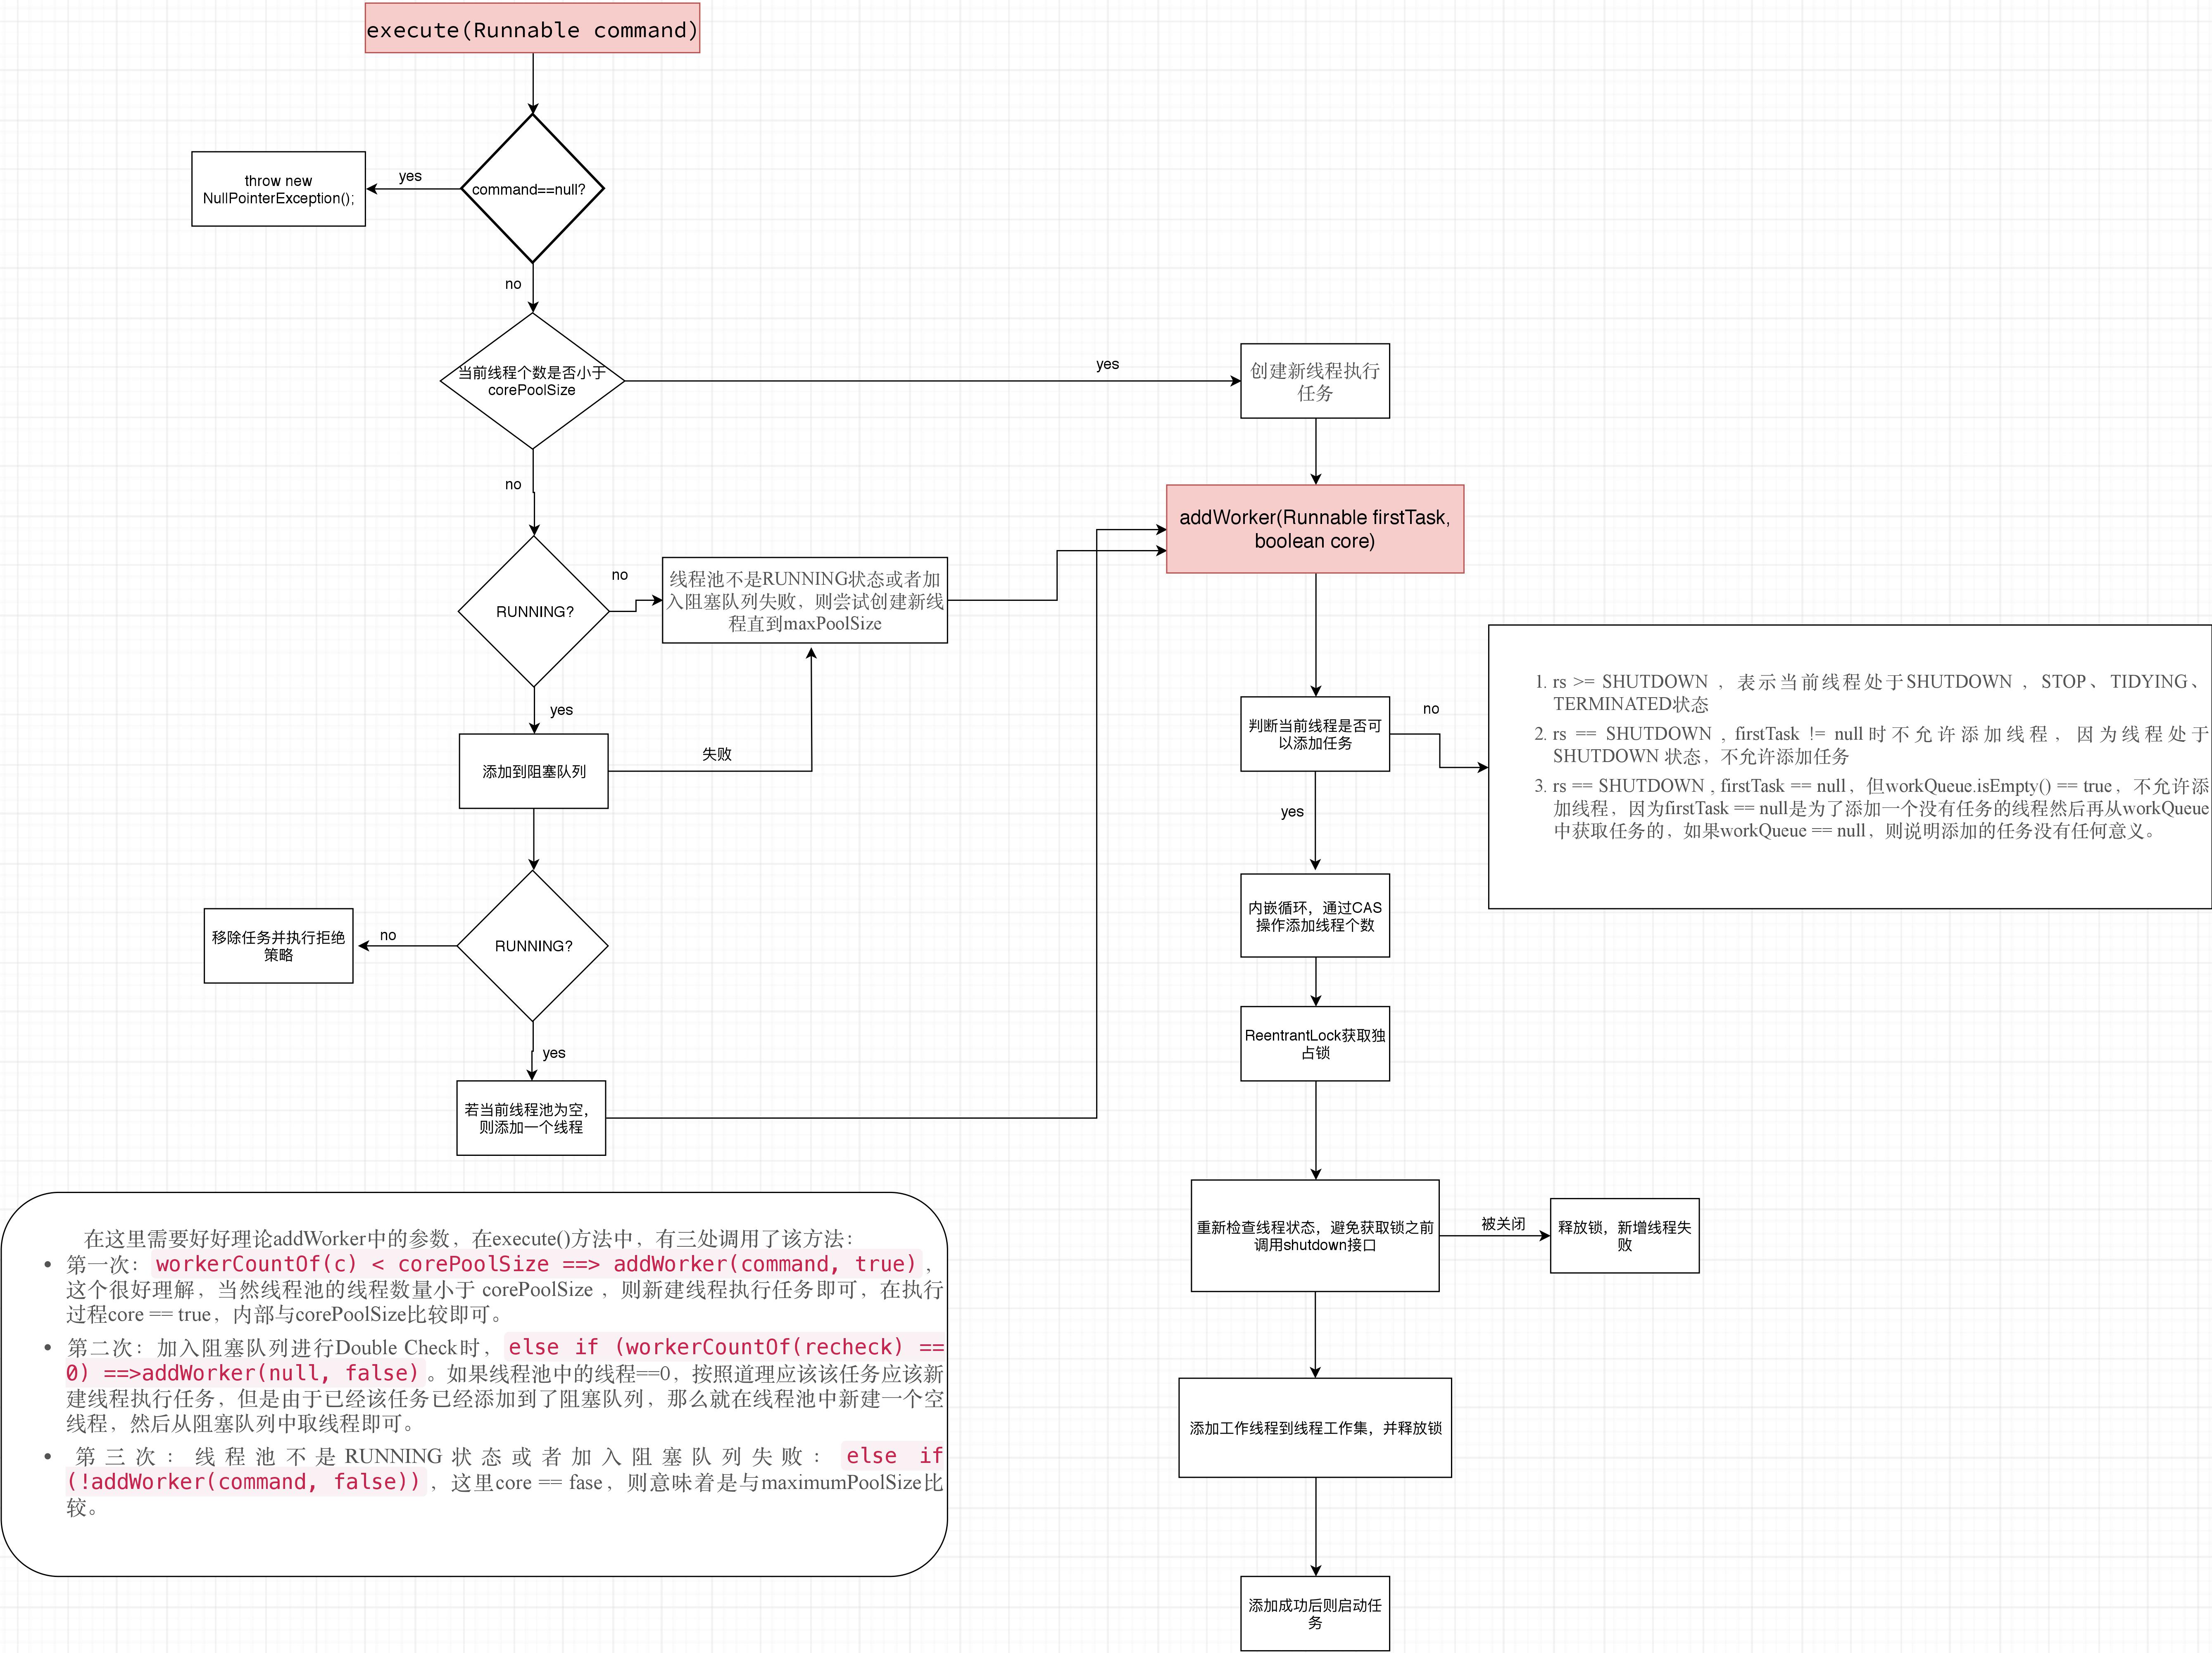 execute(Runnable command)
command==null?
yes
throw new
NullPointerException();
no
当前线程个数是否小于
corePoolSize
yes
创建新线程执行
任务
no
addWorker(Runnable firstTask,
boolean core)
RUNNING?
no
线程池不是RUNNING状态或者加
入阻塞队列失败，则尝试创建新线
程直到maxPoolSize
yes
添加到阻塞队列
失败
RUNNING?
no
移除任务并执行拒绝
策略
yes
若当前线程池为空，
则添加一个线程
判断当前线程是否可
以添加任务
no
1. rs >= SHUTDOWN ，表示当前线程处于SHUTDOWN ，STOP、TIDYING、
TERMINATED状态
2. rs == SHUTDOWN , firstTask != null时不允许添加线程，因为线程处于
SHUTDOWN 状态，不允许添加任务
3. rs == SHUTDOWN , firstTask == null，但workQueue.isEmpty() == true，不允许添
加线程，因为firstTask == null是为了添加一个没有任务的线程然后再从workQueue
中获取任务的，如果workQueue == null，则说明添加的任务没有任何意义。
yes
内嵌循环，通过CAS
操作添加线程个数
ReentrantLock获取独
占锁
重新检查线程状态，避免获取锁之前
调用shutdown接口
被关闭
释放锁，新增线程失
败
添加工作线程到线程工作集，并释放锁
添加成功后则启动任
务
在这里需要好好理论addWorker中的参数，在execute()方法中，有三处调用了该方法：
• 第一次：workerCountOf(c) < corePoolSize ==> addWorker(command, true)，
这个很好理解，当然线程池的线程数量小于 corePoolSize ，则新建线程执行任务即可，在执行
过程core == true，内部与corePoolSize比较即可。
• 第二次：加入阻塞队列进行Double Check时，else if (workerCountOf(recheck) ==
0) ==>addWorker(null, false)。如果线程池中的线程==0，按照道理应该该任务应该新
建线程执行任务，但是由于已经该任务已经添加到了阻塞队列，那么就在线程池中新建一个空
线程，然后从阻塞队列中取线程即可。
• 第三次：线程池不是RUNNING状态或者加入阻塞队列失败：else if
(!addWorker(command, false))，这里core == fase，则意味着是与maximumPoolSize比
较。